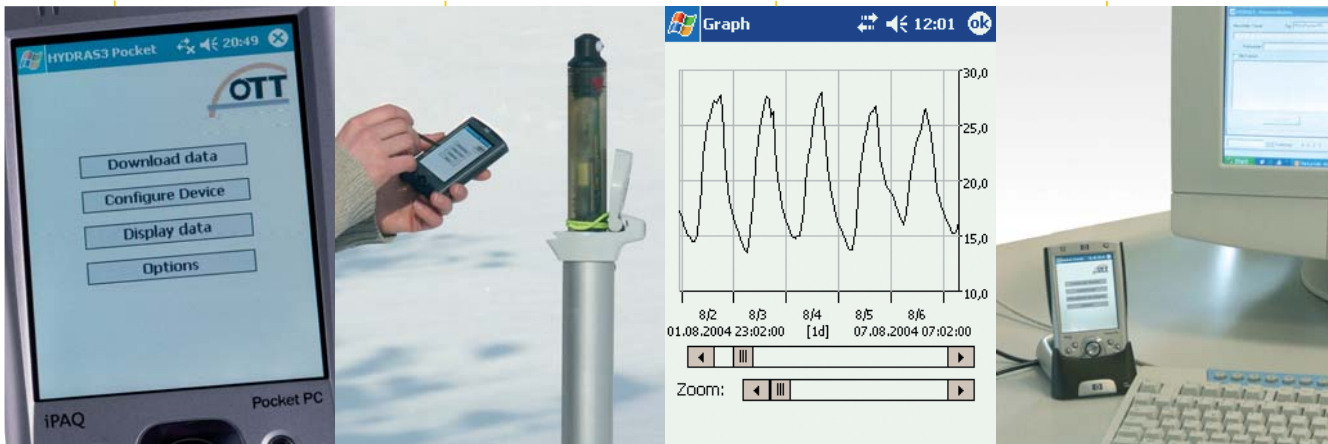 HYDRAS3 Pocket 20:49
OTT
Download data
Configure Device
Display data
Options
iPAQ
Pocket PC
Graph 12:01 ok
30,0
25,0
20,0
15,0
10,0
8/2 8/3 8/4 8/5 8/6
01.08.2004 23:02:00 [1d] 07.08.2004 07:02:00
Zoom:
OTT
hp